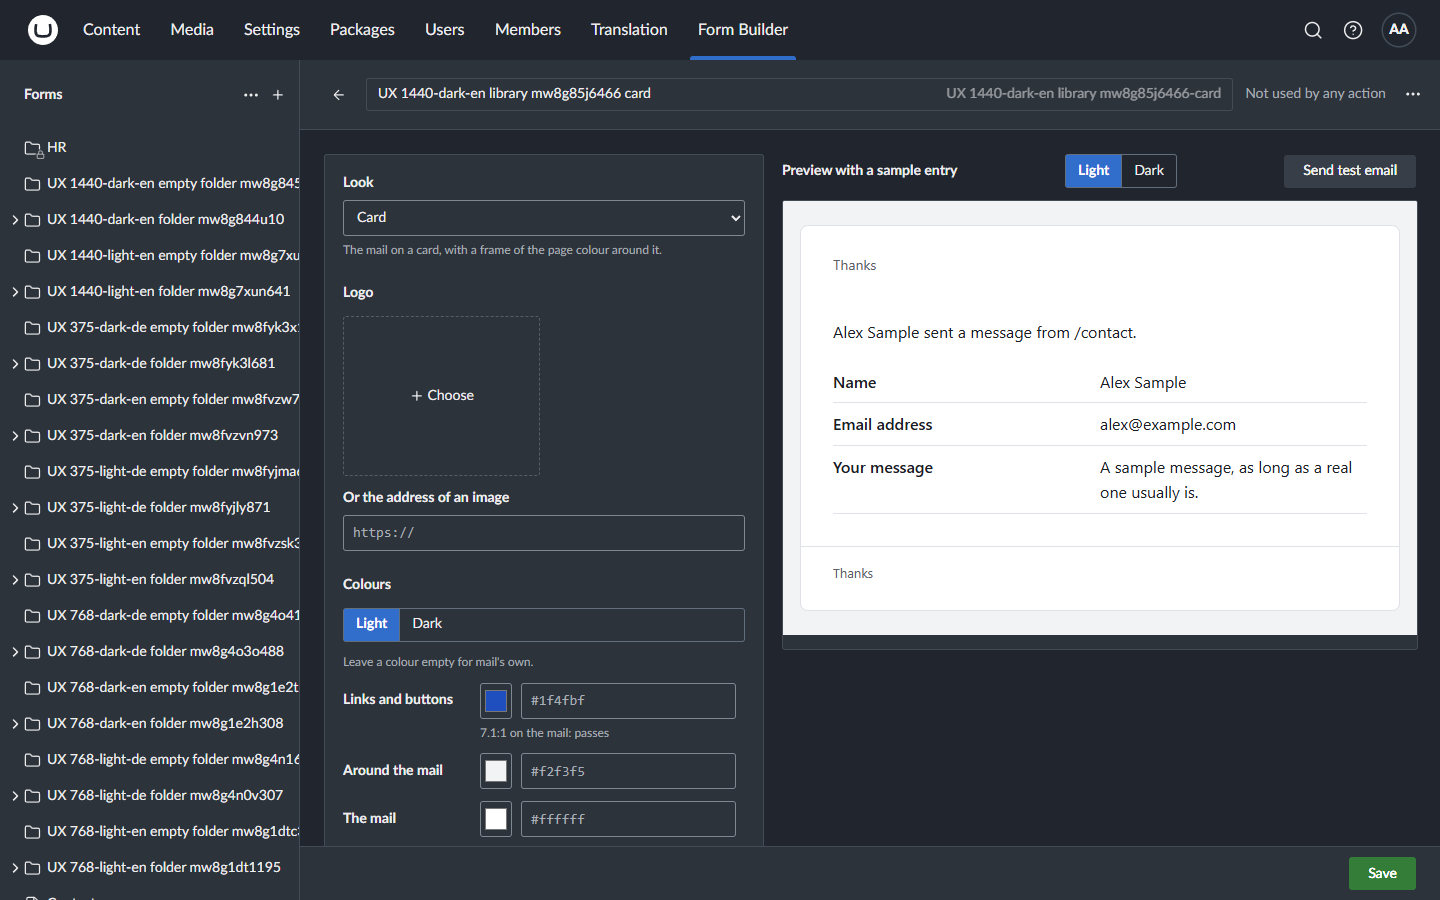 Content
Media
Settings
Packages
Users
Members
Translation
Form Builder
AA
Forms
UX 1440-dark-en library mw8g85j6466 card
UX 1440-dark-en library mw8g85j6466-card
Not used by any action
HR
UX 1440-dark-en empty folder mw8g845
UX 1440-dark-en folder mw8g844u10
UX 1440-light-en empty folder mw8g7xu
UX 1440-light-en folder mw8g7xun641
UX 375-dark-de empty folder mw8fyk3x
UX 375-dark-de folder mw8fyk3l681
UX 375-dark-en empty folder mw8fvzw7
UX 375-dark-en folder mw8fvzvn973
UX 375-light-de empty folder mw8fyjma
UX 375-light-de folder mw8fyjly871
UX 375-light-en empty folder mw8fvzsk3
UX 375-light-en folder mw8fvzql504
UX 768-dark-de empty folder mw8g4o41
UX 768-dark-de folder mw8g4o3o488
UX 768-dark-en empty folder mw8g1e2t
UX 768-dark-en folder mw8g1e2h308
UX 768-light-de empty folder mw8g4n16
UX 768-light-de folder mw8g4n0v307
UX 768-light-en empty folder mw8g1dtc
UX 768-light-en folder mw8g1dt1195
Look
Card
The mail on a card, with a frame of the page colour around it.
Logo
+ Choose
Or the address of an image
https://
Colours
Light
Dark
Leave a colour empty for mail's own.
Links and buttons
#1f4fbf
7.1:1 on the mail: passes
Around the mail
#f2f3f5
The mail
#ffffff
Preview with a sample entry
Light
Dark
Send test email
Thanks
Alex Sample sent a message from /contact.
Name
Alex Sample
Email address
alex@example.com
Your message
A sample message, as long as a real
one usually is.
Thanks
Save